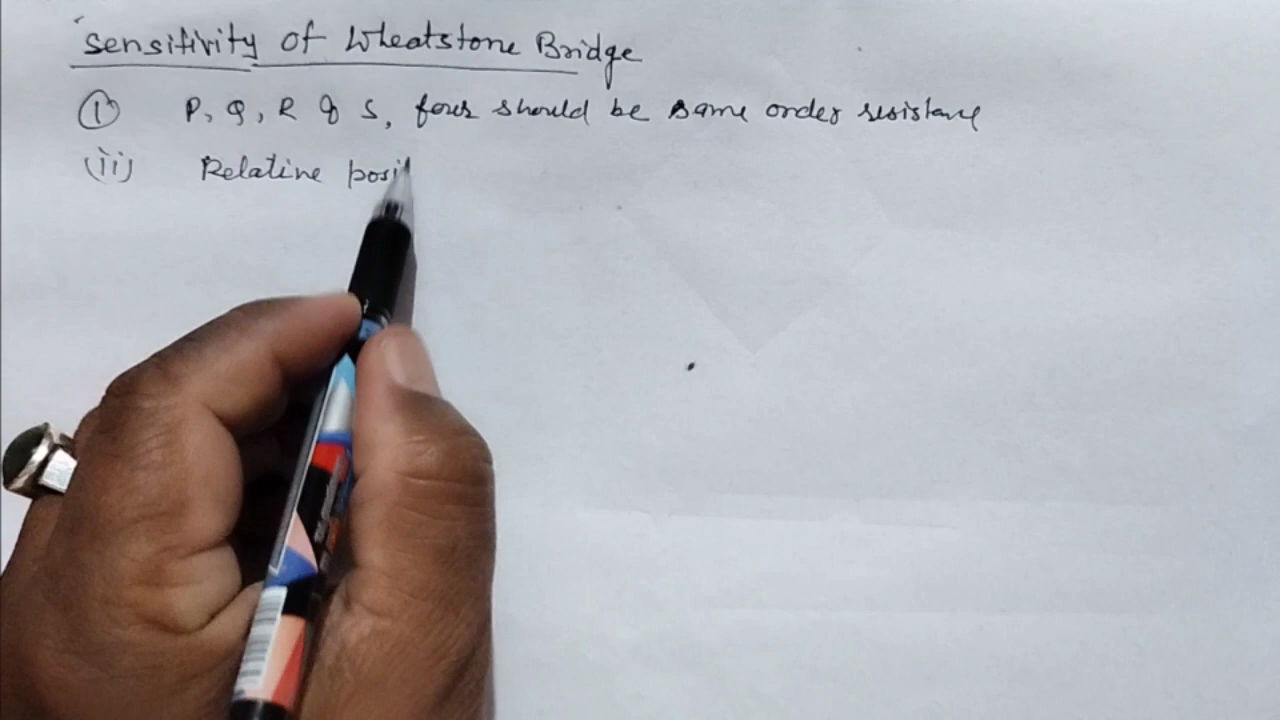 Sensitivity of Wheatstone Bridge
(i) P, Q, R & S, four should be same order resistance
(ii) Relative posi